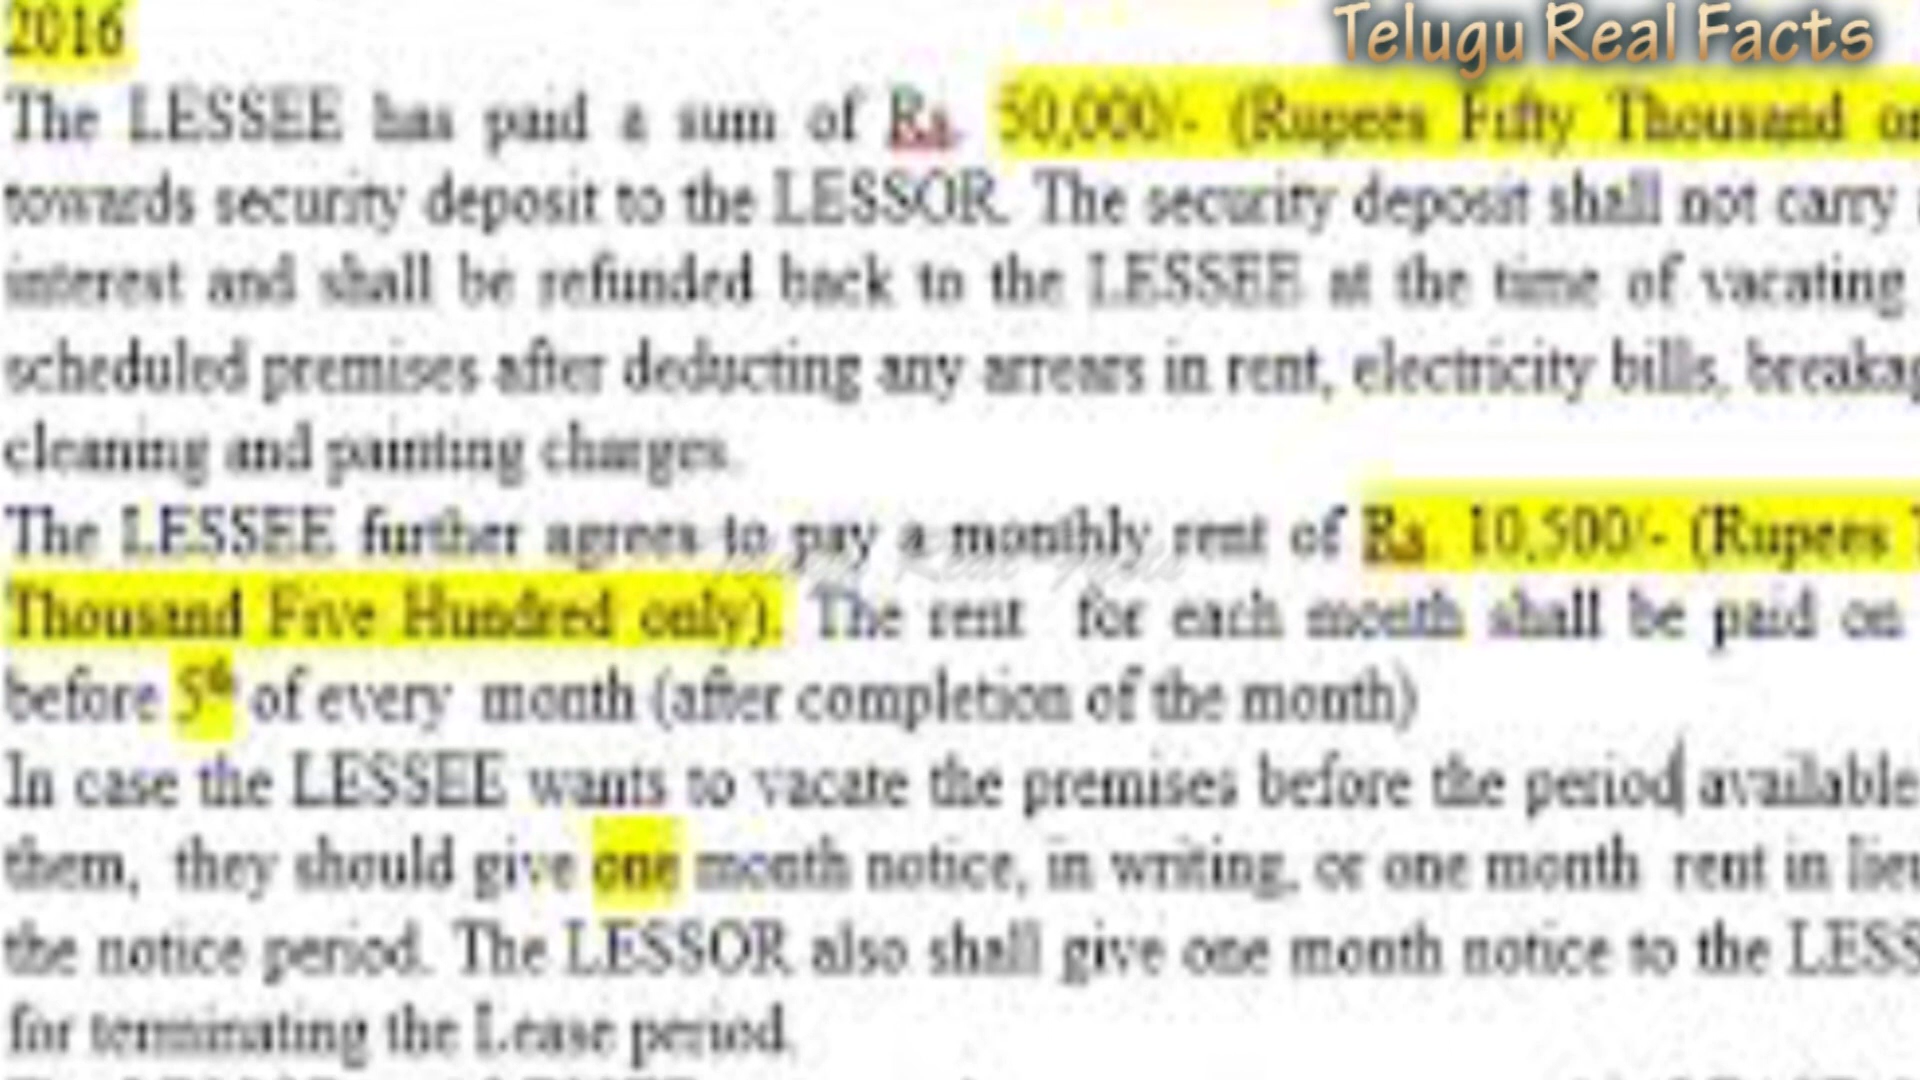 Telugu Real Facts
2016
The LESSEE has paid a sum of Rs. 50,000/- (Rupees Fifty Thousand on
towards security deposit to the LESSOR. The security deposit shall not carry
interest and shall be refunded back to the LESSEE at the time of vacating
scheduled premises after deducting any arrears in rent, electricity bills, breakag
cleaning and painting charges.
The LESSEE further agrees to pay a monthly rent of Rs. 10,500/- (Rupees T
Thousand Five Hundred only). The rent for each month shall be paid on
before 5th of every month (after completion of the month)
In case the LESSEE wants to vacate the premises before the period available
them, they should give one month notice, in writing, or one month rent in lieu
the notice period. The LESSOR also shall give one month notice to the LESS
for terminating the Lease period.